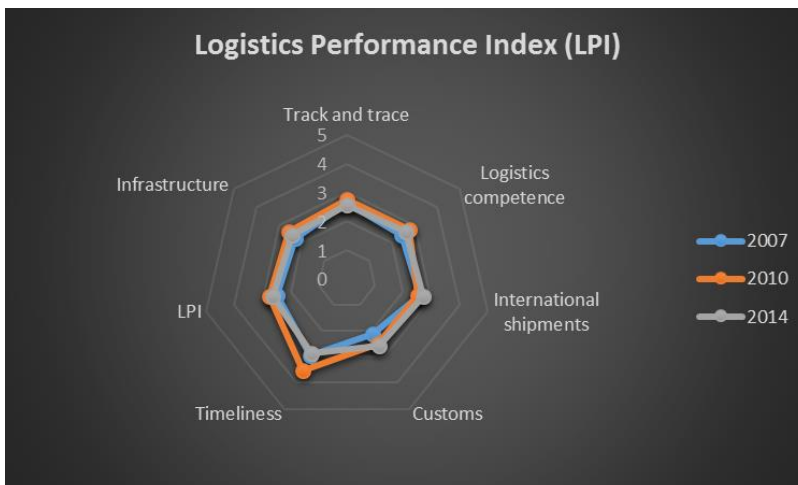 Logistics Performance Index (LPI)
Track and trace
5
4
3
2
1
0
Logistics
competence
International
shipments
Customs
Timeliness
LPI
Infrastructure
2007
2010
2014